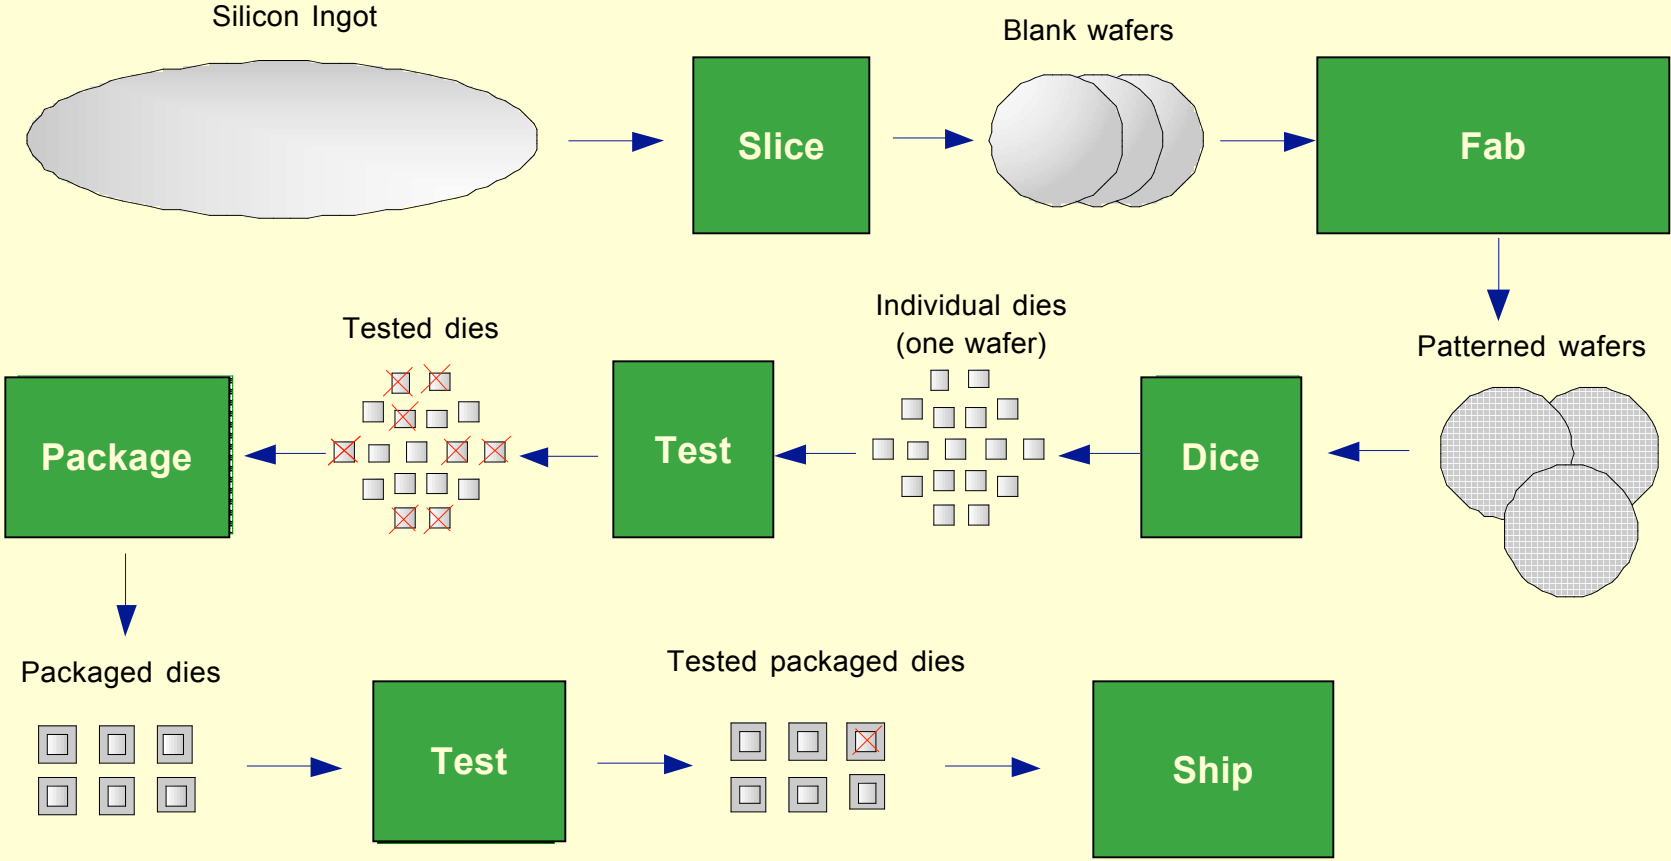 Silicon Ingot
Blank wafers
Slice
Fab
Individual dies
(one wafer)
Tested dies
Patterned wafers
Package
Test
Dice
Packaged dies
Tested packaged dies
Test
Ship